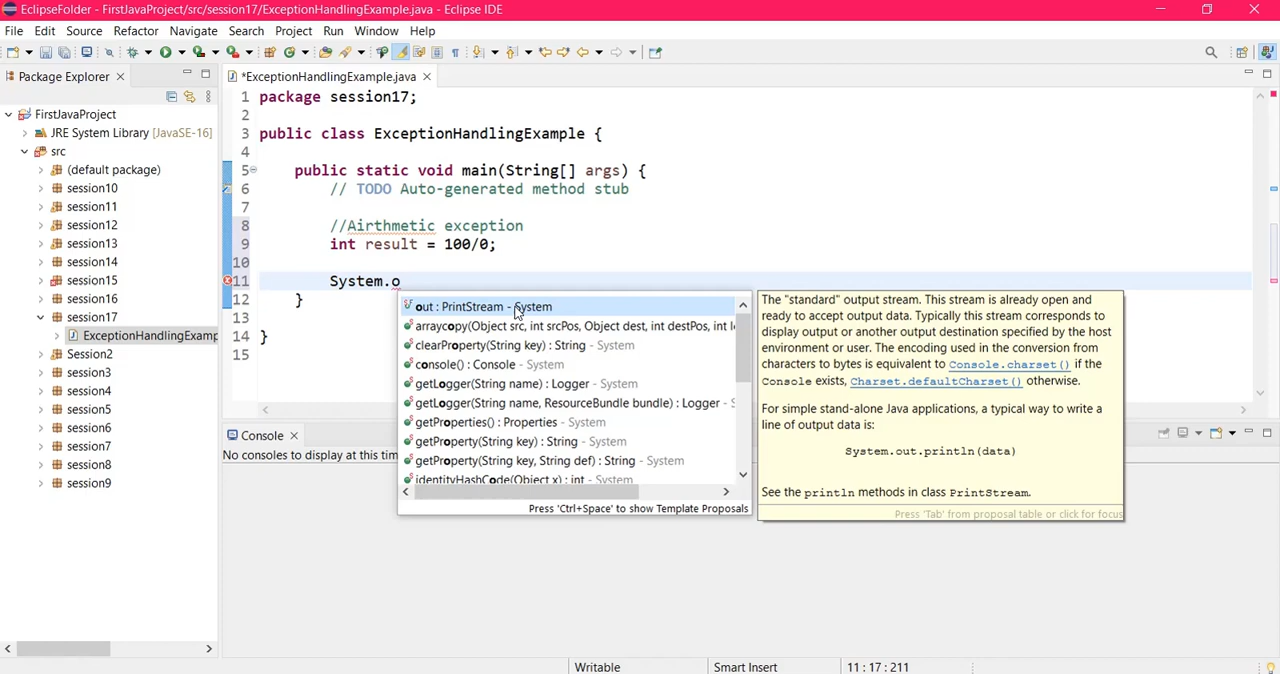 EclipseFolder - FirstJavaProject/src/session17/ExceptionHandlingExample.java - Eclipse IDE
File Edit Source Refactor Navigate Search Project Run Window Help
Package Explorer
*ExceptionHandlingExample.java
FirstJavaProject
JRE System Library [JavaSE-16]
src
(default package)
session10
session11
session12
session13
session14
session15
session16
session17
ExceptionHandlingExamp
Session2
session3
session4
session5
session6
session7
session8
session9
1 package session17;
2
3 public class ExceptionHandlingExample {
4
5 public static void main(String[] args) {
6 // TODO Auto-generated method stub
7
8 //Airthmetic exception
9 int result = 100/0;
10
11 System.o
12 }
13
14 }
15
out : PrintStream - System
arraycopy(Object src, int srcPos, Object dest, int destPos, int le
clearProperty(String key) : String - System
console() : Console - System
getLogger(String name) : Logger - System
getLogger(String name, ResourceBundle bundle) : Logger - S
getProperties() : Properties - System
getProperty(String key) : String - System
getProperty(String key, String def) : String - System
identityHashCode(Object x) : int - System
Press 'Ctrl+Space' to show Template Proposals
The "standard" output stream. This stream is already open and
ready to accept output data. Typically this stream corresponds to
display output or another output destination specified by the host
environment or user. The encoding used in the conversion from
characters to bytes is equivalent to Console.charset() if the
Console exists, Charset.defaultCharset() otherwise.
For simple stand-alone Java applications, a typical way to write a
line of output data is:
System.out.println(data)
See the println methods in class PrintStream.
Press 'Tab' from proposal table or click for focus
Console
No consoles to display at this tim
Writable
Smart Insert
11 : 17 : 211